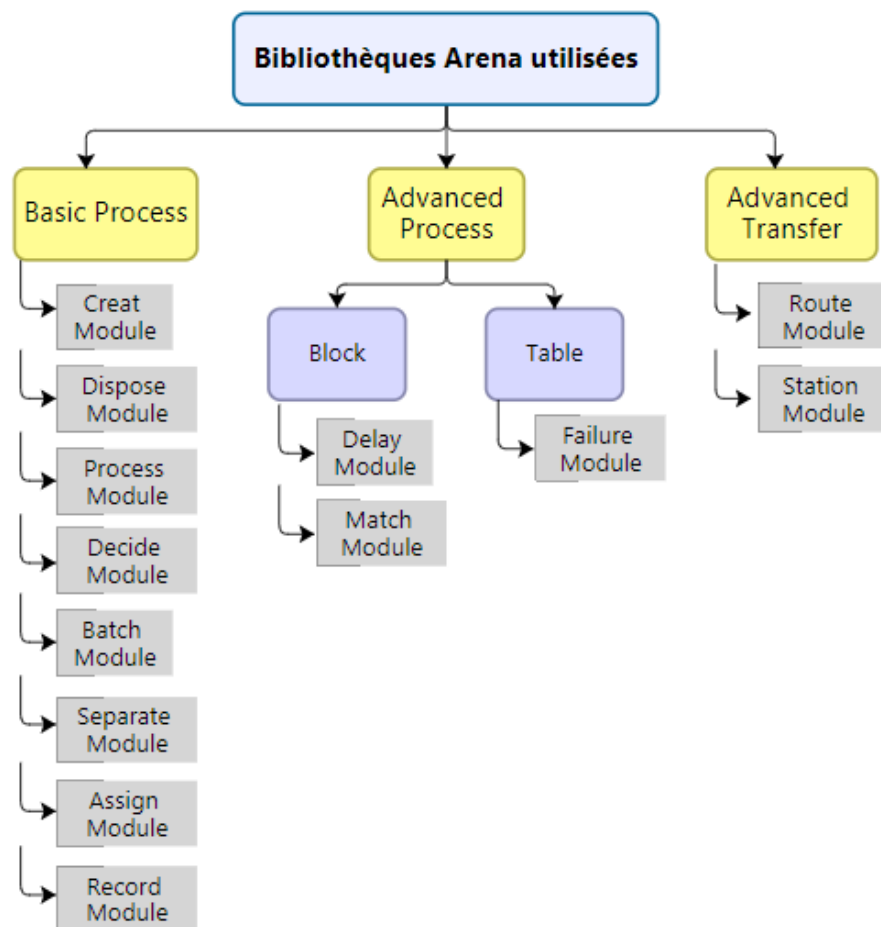 Bibliothèques Arena utilisées
Basic Process
Creat
Module
Dispose
Module
Process
Module
Decide
Module
Batch
Module
Separate
Module
Assign
Module
Record
Module
Advanced
Process
Block
Delay
Module
Match
Module
Table
Failure
Module
Advanced
Transfer
Route
Module
Station
Module